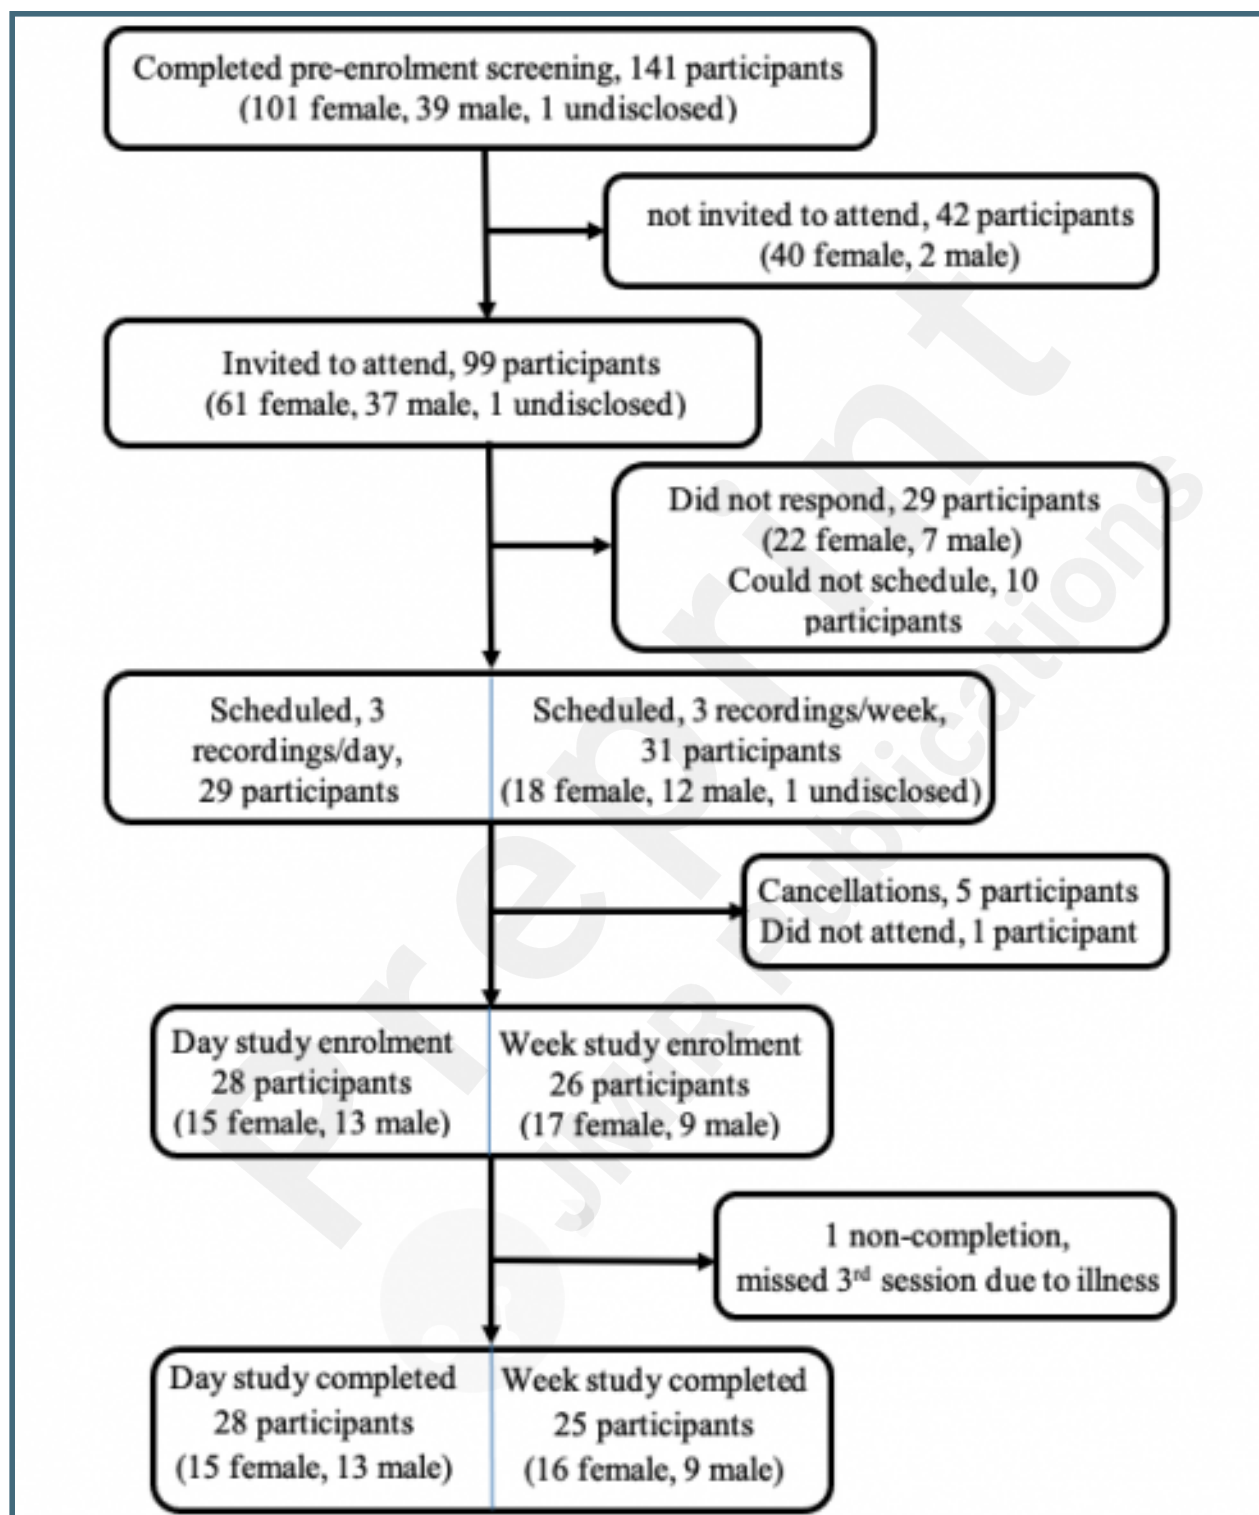 Completed pre-enrolment screening, 141 participants
(101 female, 39 male, 1 undisclosed)
not invited to attend, 42 participants
(40 female, 2 male)
Invited to attend, 99 participants
(61 female, 37 male, 1 undisclosed)
Did not respond, 29 participants
(22 female, 7 male)
Could not schedule, 10
participants
Scheduled, 3
recordings/day,
29 participants
Scheduled, 3 recordings/week,
31 participants
(18 female, 12 male, 1 undisclosed)
Cancellations, 5 participants
Did not attend, 1 participant
Day study enrolment
28 participants
(15 female, 13 male)
Week study enrolment
26 participants
(17 female, 9 male)
1 non-completion,
missed 3rd session due to illness
Day study completed
28 participants
(15 female, 13 male)
Week study completed
25 participants
(16 female, 9 male)
Preprint
JMIR Publications